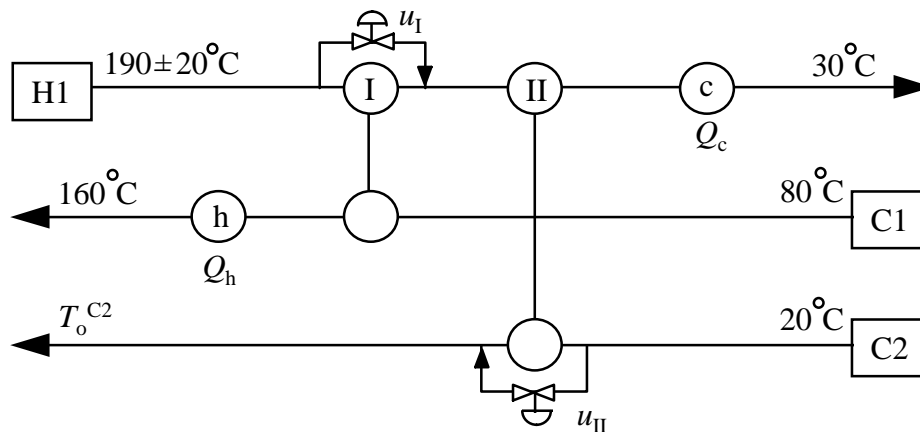 u_I
190±20°C
30°C
H1
I
II
c
Q_c
160°C
80°C
h
C1
Q_h
T_o^C2
20°C
C2
u_II